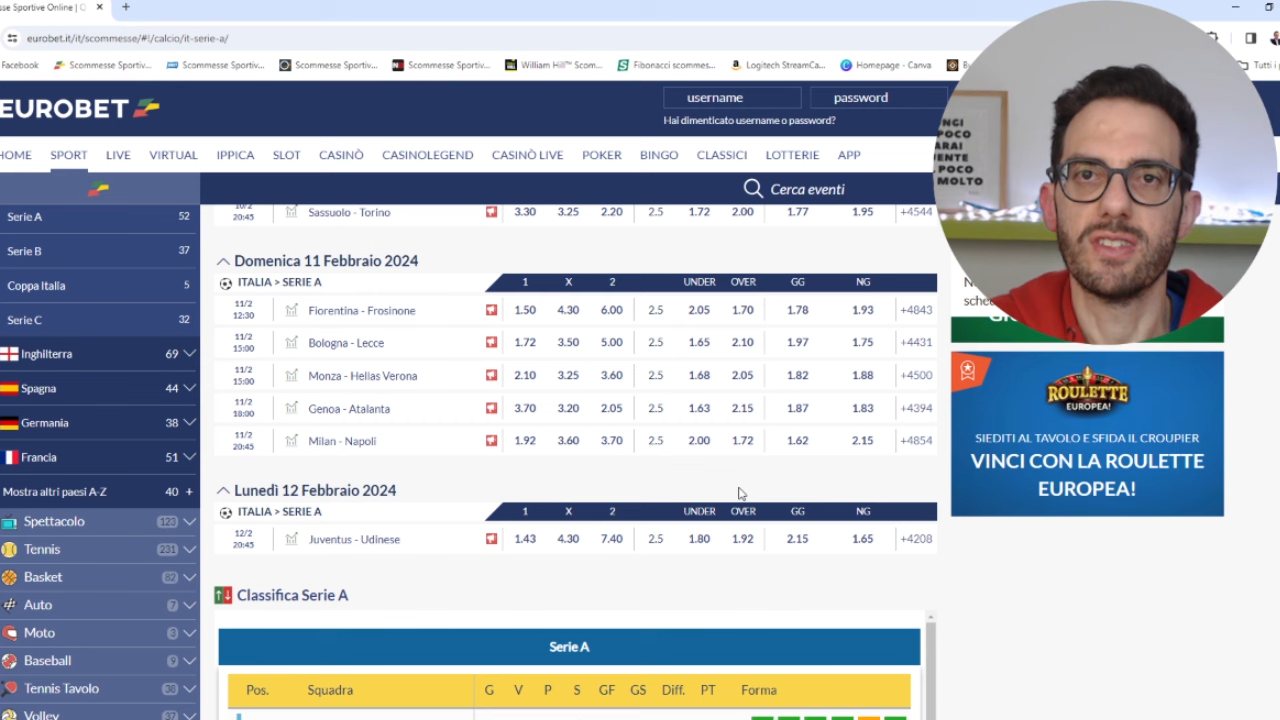 sse Sportive Online |
eurobet.it/it/scommesse/#!/calcio/it-serie-a/
Facebook Scommesse Sportiv... Scommesse Sportiv... Scommesse Sportiv... Scommesse Sportiv... William Hill™ Scom... Fibonacci scommes... Logitech StreamCa... Homepage - Canva Tutti i
EUROBET username password
Hai dimenticato username o password?
HOME SPORT LIVE VIRTUAL IPPICA SLOT CASINÒ CASINOLEGEND CASINÒ LIVE POKER BINGO CLASSICI LOTTERIE APP
Cerca eventi
Serie A 52
Serie B 37
Coppa Italia 5
Serie C 32
Inghilterra 69
Spagna 44
Germania 38
Francia 51
Mostra altri paesi A-Z 40 +
Spettacolo 123
Tennis 231
Basket 82
Auto 7
Moto 3
Baseball 9
Tennis Tavolo
Volley 37
10/2 20:45 Sassuolo - Torino 3.30 3.25 2.20 2.5 1.72 2.00 1.77 1.95 +4544
Domenica 11 Febbraio 2024
ITALIA > SERIE A 1 X 2 UNDER OVER GG NG
11/2 12:30 Fiorentina - Frosinone 1.50 4.30 6.00 2.5 2.05 1.70 1.78 1.93 +4843
11/2 15:00 Bologna - Lecce 1.72 3.50 5.00 2.5 1.65 2.10 1.97 1.75 +4431
11/2 15:00 Monza - Hellas Verona 2.10 3.25 3.60 2.5 1.68 2.05 1.82 1.88 +4500
11/2 18:00 Genoa - Atalanta 3.70 3.20 2.05 2.5 1.63 2.15 1.87 1.83 +4394
11/2 20:45 Milan - Napoli 1.92 3.60 3.70 2.5 2.00 1.72 1.62 2.15 +4854
Lunedì 12 Febbraio 2024
ITALIA > SERIE A 1 X 2 UNDER OVER GG NG
12/2 20:45 Juventus - Udinese 1.43 4.30 7.40 2.5 1.80 1.92 2.15 1.65 +4208
Classifica Serie A
Serie A
Pos. Squadra G V P S GF GS Diff. PT Forma
POCO
ARAI
POCO
MOLTO
ROULETTE
EUROPEA!
SIEDITI AL TAVOLO E SFIDA IL CROUPIER
VINCI CON LA ROULETTE
EUROPEA!